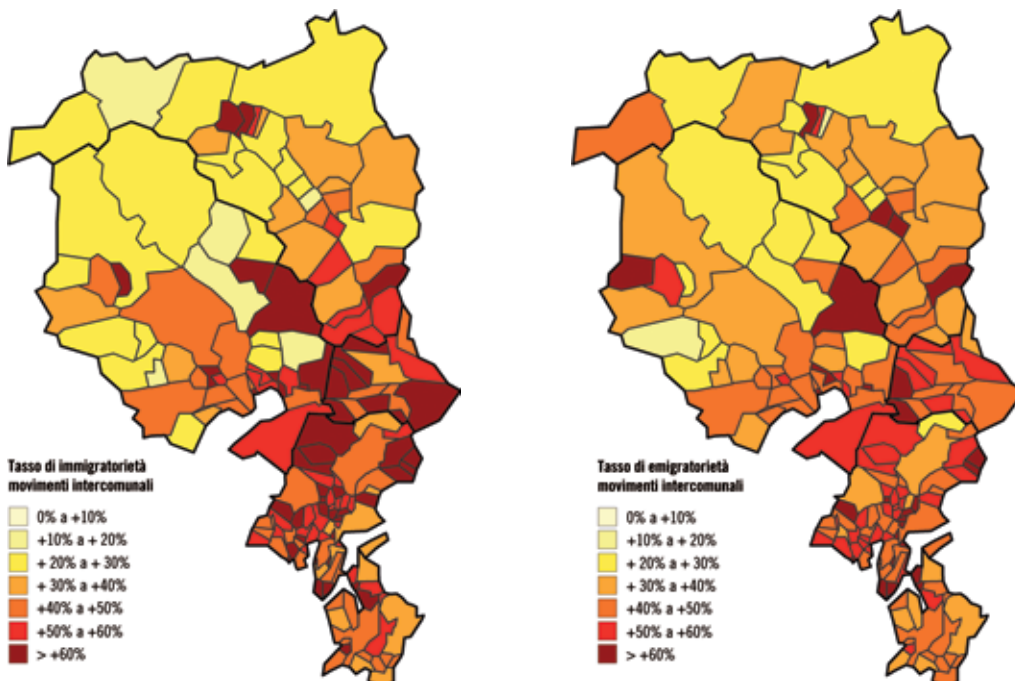 Tasso di immigratorietà
movimenti intercomunali
0% a +10%
+10% a + 20%
+ 20% a + 30%
+ 30% a +40%
+40% a +50%
+50% a +60%
> +60%
Tasso di emigratorietà
movimenti intercomunali
0% a +10%
+10% a + 20%
+ 20% a + 30%
+ 30% a +40%
+40% a +50%
+50% a +60%
> +60%